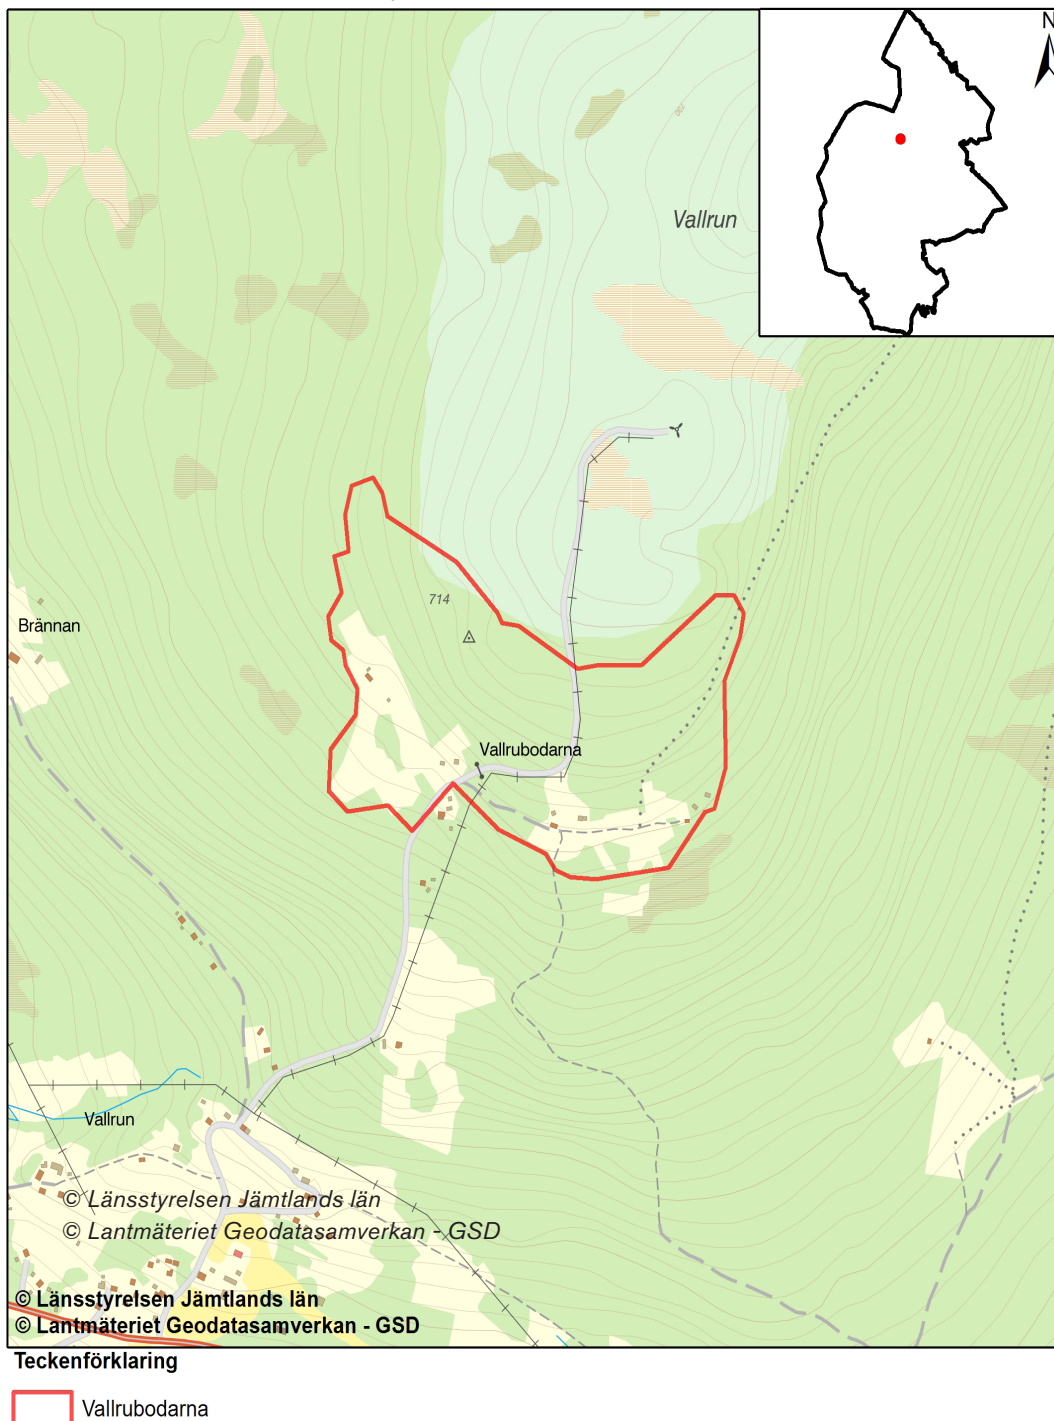 N
730
Vallrun
714
Brännan
Vallrubodarna
Vallrun
© Länsstyrelsen Jämtlands län
© Lantmäteriet Geodatasamverkan - GSD
© Länsstyrelsen Jämtlands län
© Lantmäteriet Geodatasamverkan - GSD
Teckenförklaring
Vallrubodarna